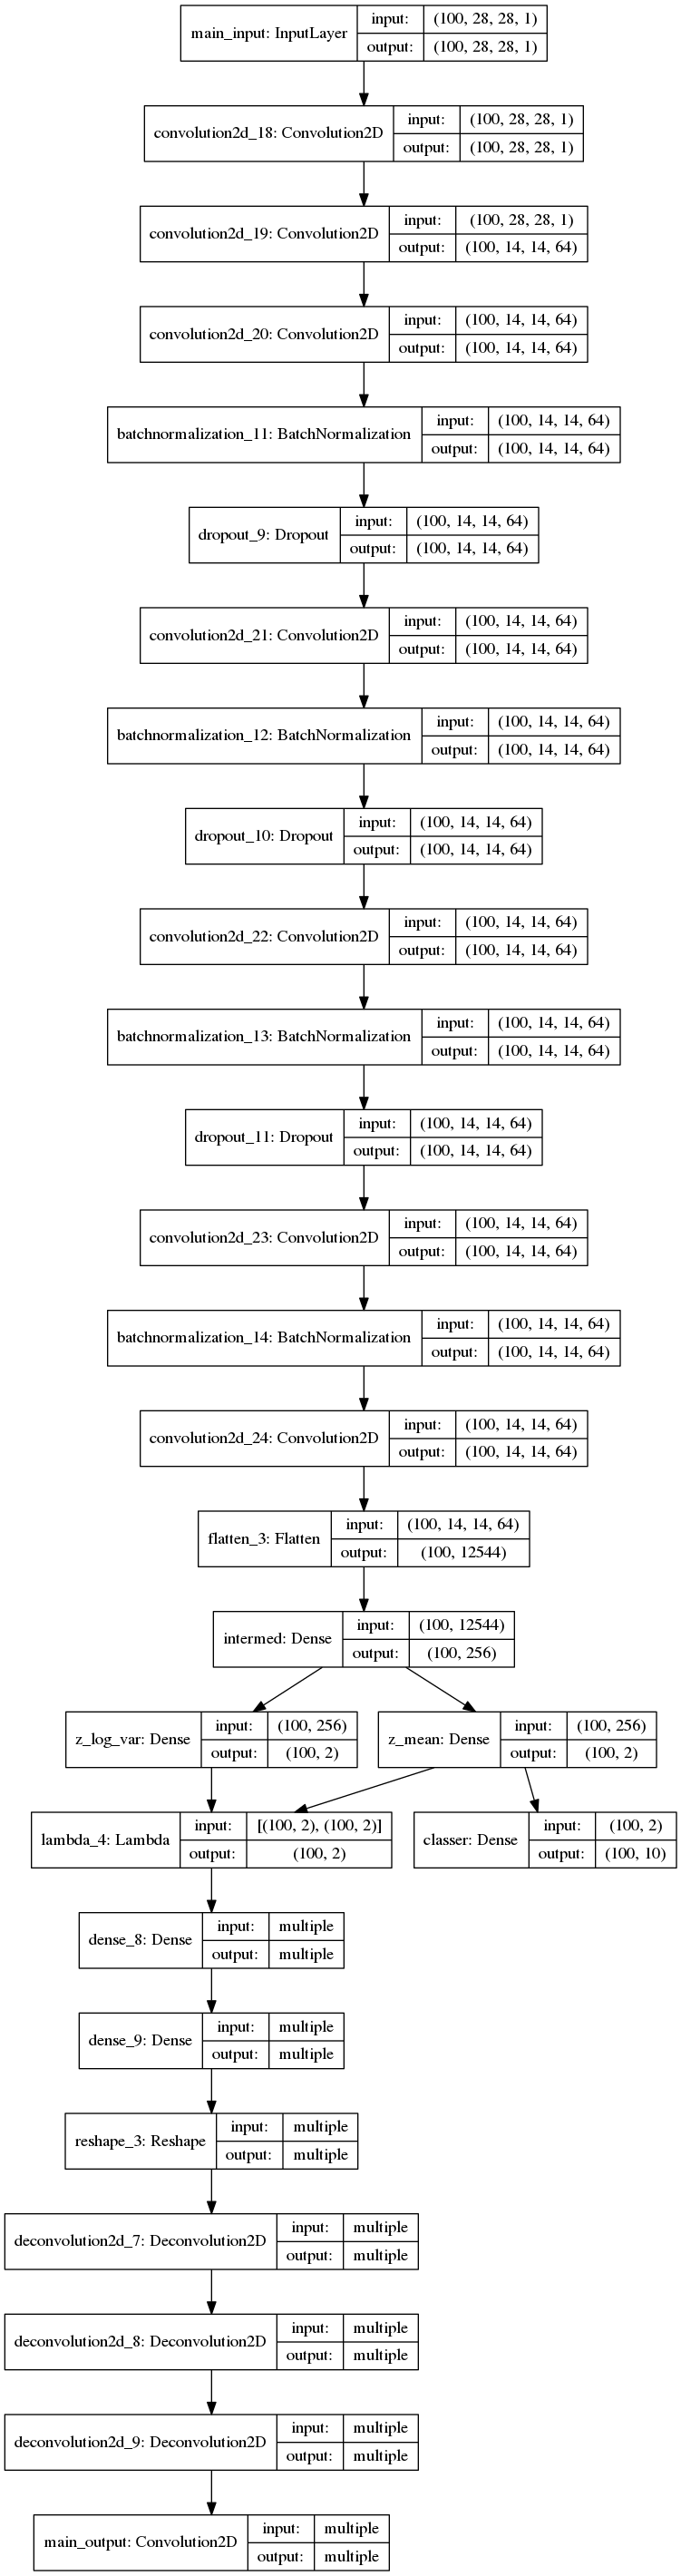 main_input: InputLayer
input: (100, 28, 28, 1)
output: (100, 28, 28, 1)
convolution2d_18: Convolution2D
input: (100, 28, 28, 1)
output: (100, 28, 28, 1)
convolution2d_19: Convolution2D
input: (100, 28, 28, 1)
output: (100, 14, 14, 64)
convolution2d_20: Convolution2D
input: (100, 14, 14, 64)
output: (100, 14, 14, 64)
batchnormalization_11: BatchNormalization
input: (100, 14, 14, 64)
output: (100, 14, 14, 64)
dropout_9: Dropout
input: (100, 14, 14, 64)
output: (100, 14, 14, 64)
convolution2d_21: Convolution2D
input: (100, 14, 14, 64)
output: (100, 14, 14, 64)
batchnormalization_12: BatchNormalization
input: (100, 14, 14, 64)
output: (100, 14, 14, 64)
dropout_10: Dropout
input: (100, 14, 14, 64)
output: (100, 14, 14, 64)
convolution2d_22: Convolution2D
input: (100, 14, 14, 64)
output: (100, 14, 14, 64)
batchnormalization_13: BatchNormalization
input: (100, 14, 14, 64)
output: (100, 14, 14, 64)
dropout_11: Dropout
input: (100, 14, 14, 64)
output: (100, 14, 14, 64)
convolution2d_23: Convolution2D
input: (100, 14, 14, 64)
output: (100, 14, 14, 64)
batchnormalization_14: BatchNormalization
input: (100, 14, 14, 64)
output: (100, 14, 14, 64)
convolution2d_24: Convolution2D
input: (100, 14, 14, 64)
output: (100, 14, 14, 64)
flatten_3: Flatten
input: (100, 14, 14, 64)
output: (100, 12544)
intermed: Dense
input: (100, 12544)
output: (100, 256)
z_log_var: Dense
input: (100, 256)
output: (100, 2)
z_mean: Dense
input: (100, 256)
output: (100, 2)
lambda_4: Lambda
input: [(100, 2), (100, 2)]
output: (100, 2)
classer: Dense
input: (100, 2)
output: (100, 10)
dense_8: Dense
input: multiple
output: multiple
dense_9: Dense
input: multiple
output: multiple
reshape_3: Reshape
input: multiple
output: multiple
deconvolution2d_7: Deconvolution2D
input: multiple
output: multiple
deconvolution2d_8: Deconvolution2D
input: multiple
output: multiple
deconvolution2d_9: Deconvolution2D
input: multiple
output: multiple
main_output: Convolution2D
input: multiple
output: multiple